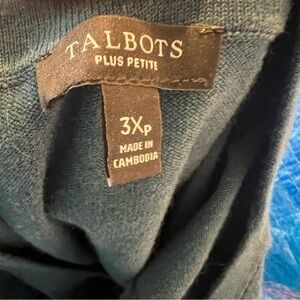 TALBOTS
PLUS PETITE
3XP
MADE IN
CAMBODIA